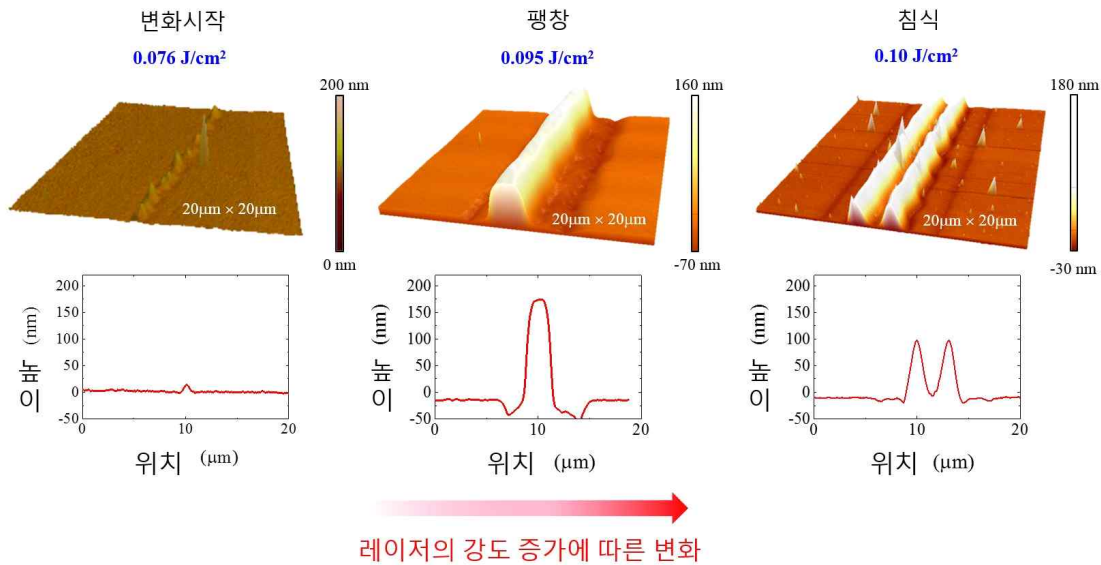 변화시작
0.076 J/cm²
200 nm
20μm × 20μm
0 nm
팽창
0.095 J/cm²
160 nm
20μm × 20μm
-70 nm
침식
0.10 J/cm²
180 nm
20μm × 20μm
-30 nm
높이 (nm)
200
150
100
50
0
-50
0 10 20
위치 (μm)
높이 (nm)
200
150
100
50
0
-50
0 10 20
위치 (μm)
높이 (nm)
200
150
100
50
0
-50
0 10 20
위치 (μm)
레이저의 강도 증가에 따른 변화